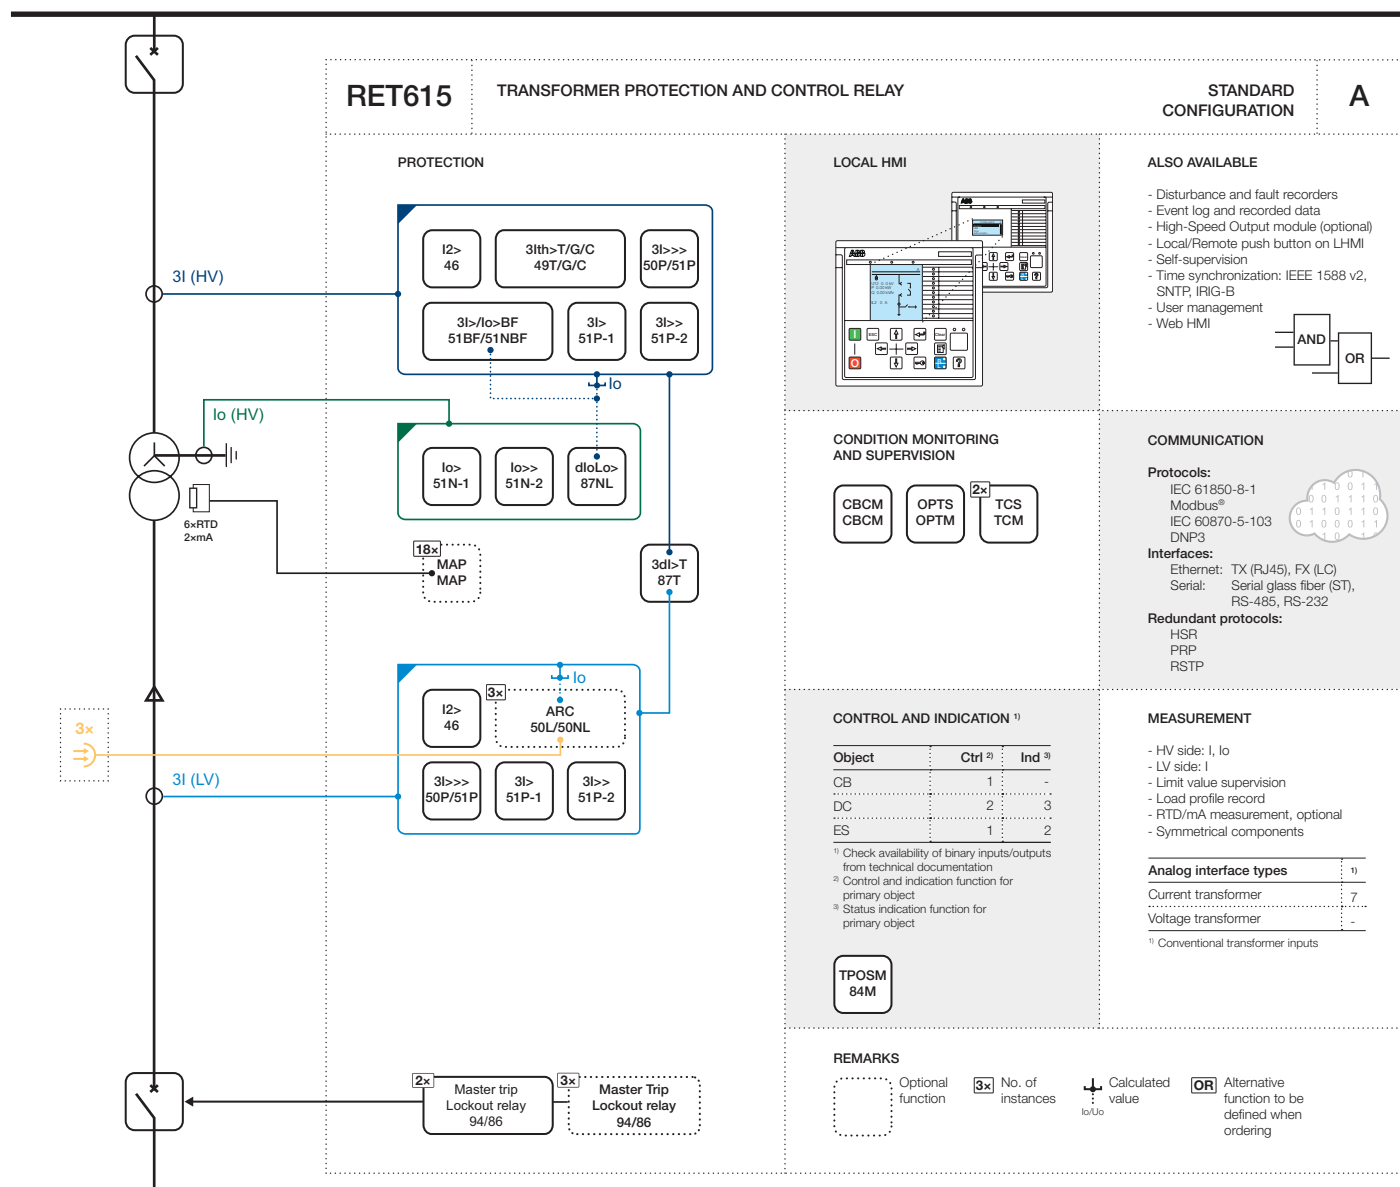 RET615
TRANSFORMER PROTECTION AND CONTROL RELAY
STANDARD
CONFIGURATION
A
PROTECTION
I2>
46
3Ith>T/G/C
49T/G/C
3I>>>
50P/51P
3I (HV)
3I>/Io>BF
51BF/51NBF
3I>
51P-1
3I>>
51P-2
Io
Io (HV)
Io>
51N-1
Io>>
51N-2
dIoLo>
87NL
6xRTD
2xmA
18×
MAP
MAP
3dI>T
87T
Io
I2>
46
3×
ARC
50L/50NL
3×
3I (LV)
3I>>>
50P/51P
3I>
51P-1
3I>>
51P-2
2×
Master trip
Lockout relay
94/86
3×
Master Trip
Lockout relay
94/86
LOCAL HMI
ABB
ABB
ESC
Clear
ALSO AVAILABLE
- Disturbance and fault recorders
- Event log and recorded data
- High-Speed Output module (optional)
- Local/Remote push button on LHMI
- Self-supervision
- Time synchronization: IEEE 1588 v2,
SNTP, IRIG-B
- User management
- Web HMI
AND
OR
CONDITION MONITORING
AND SUPERVISION
CBCM
CBCM
OPTS
OPTM
2×
TCS
TCM
COMMUNICATION
Protocols:
IEC 61850-8-1
Modbus®
IEC 60870-5-103
DNP3
Interfaces:
Ethernet: TX (RJ45), FX (LC)
Serial: Serial glass fiber (ST),
RS-485, RS-232
Redundant protocols:
HSR
PRP
RSTP
CONTROL AND INDICATION 1)
Object Ctrl 2) Ind 3)
CB 1 -
DC 2 3
ES 1 2
1) Check availability of binary inputs/outputs
from technical documentation
2) Control and indication function for
primary object
3) Status indication function for
primary object
TPOSM
84M
MEASUREMENT
- HV side: I, Io
- LV side: I
- Limit value supervision
- Load profile record
- RTD/mA measurement, optional
- Symmetrical components
Analog interface types 1)
Current transformer 7
Voltage transformer -
1) Conventional transformer inputs
REMARKS
Optional
function
3×
No. of
instances
Io/Uo
Calculated
value
OR
Alternative
function to be
defined when
ordering